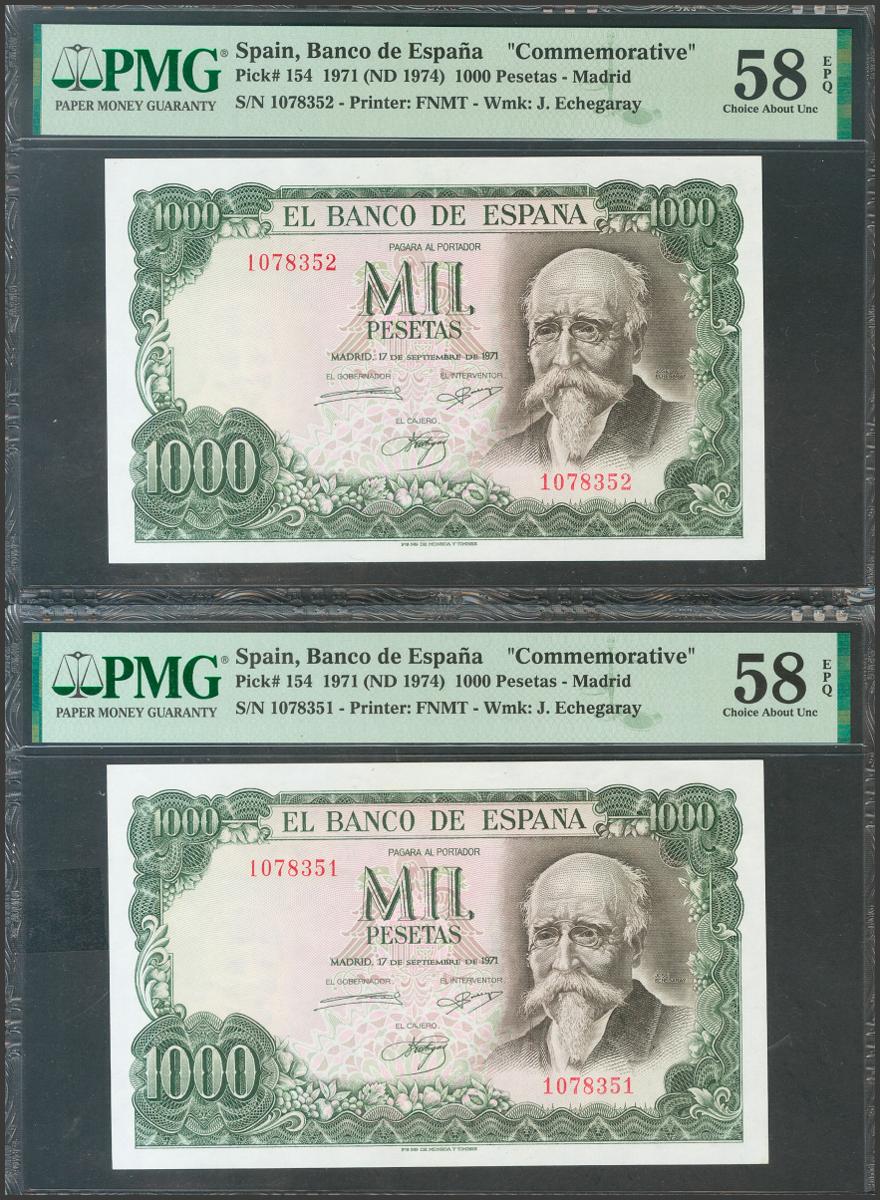 PMG®
PAPER MONEY GUARANTY
Spain, Banco de España "Commemorative"
Pick# 154 1971 (ND 1974) 1000 Pesetas - Madrid
S/N 1078352 - Printer: FNMT - Wmk: J. Echegaray
58
EPQ
Choice About Unc
1000
EL BANCO DE ESPAÑA
1000
PAGARA AL PORTADOR
1078352
MIL
PESETAS
MADRID, 17 DE SEPTIEMBRE DE 1971
EL GOBERNADOR
EL INTERVENTOR
JOSE
ECHEGARAY
EL CAJERO
1000
1078352
PMG®
PAPER MONEY GUARANTY
Spain, Banco de España "Commemorative"
Pick# 154 1971 (ND 1974) 1000 Pesetas - Madrid
S/N 1078351 - Printer: FNMT - Wmk: J. Echegaray
58
EPQ
Choice About Unc
1000
EL BANCO DE ESPAÑA
1000
PAGARA AL PORTADOR
1078351
MIL
PESETAS
MADRID, 17 DE SEPTIEMBRE DE 1971
EL GOBERNADOR
EL INTERVENTOR
JOSE
ECHEGARAY
EL CAJERO
1000
1078351